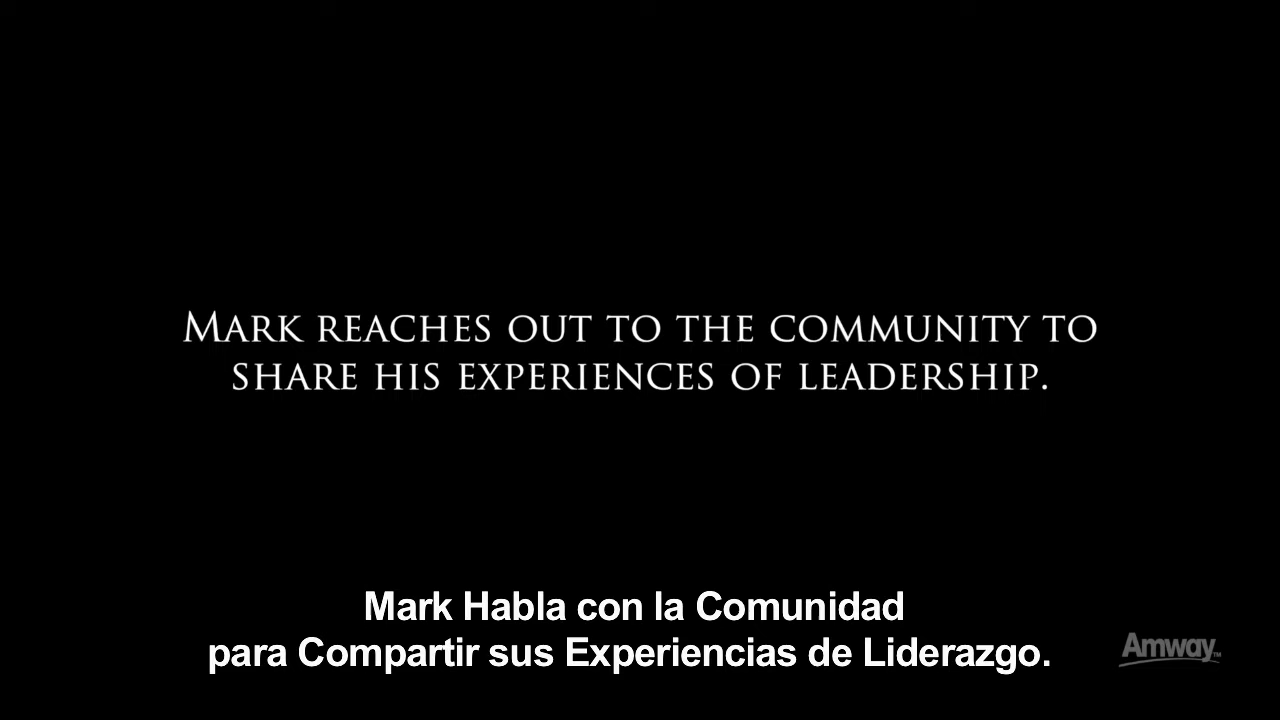 MARK REACHES OUT TO THE COMMUNITY TO
SHARE HIS EXPERIENCES OF LEADERSHIP.
Mark Habla con la Comunidad
para Compartir sus Experiencias de Liderazgo.
Amway™